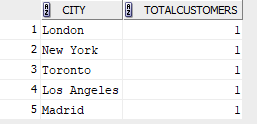 CITY TOTALCUSTOMERS
1 London 1
2 New York 1
3 Toronto 1
4 Los Angeles 1
5 Madrid 1